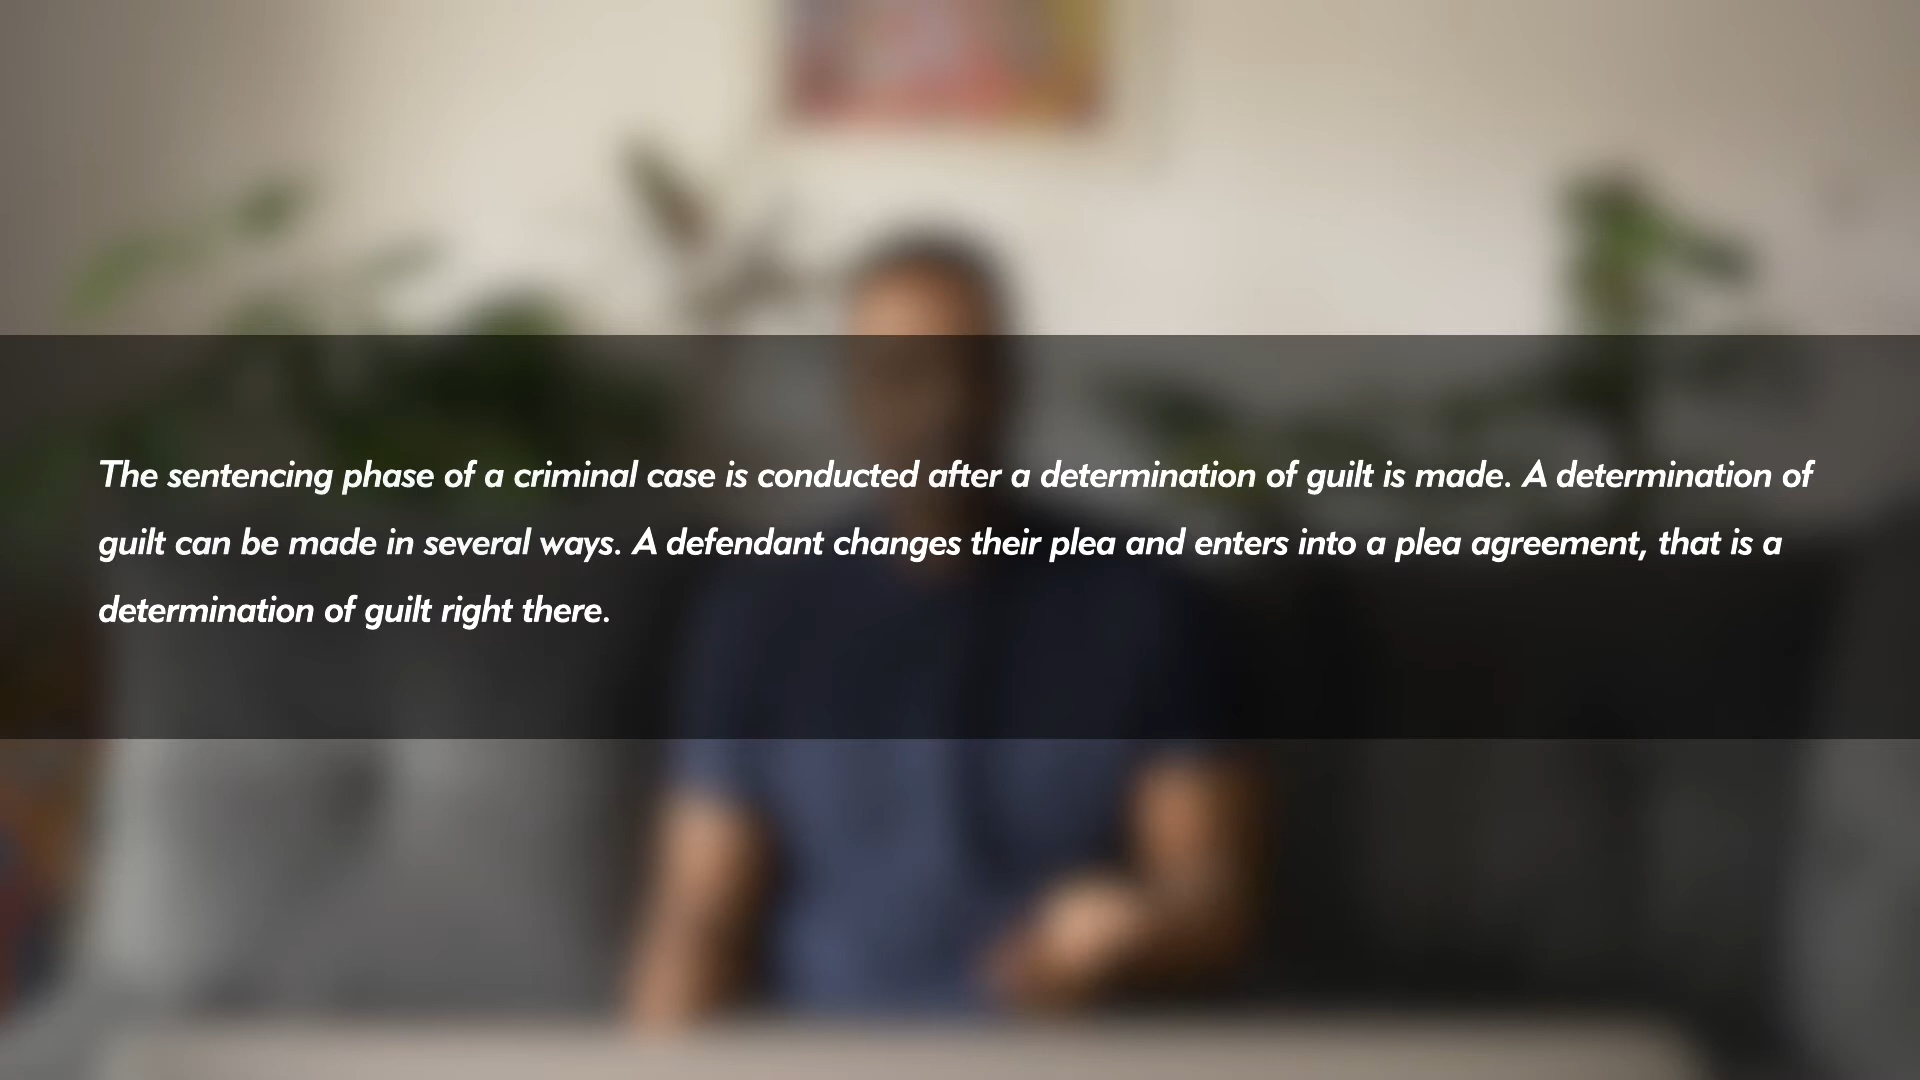 The sentencing phase of a criminal case is conducted after a determination of guilt is made. A determination of
guilt can be made in several ways. A defendant changes their plea and enters into a plea agreement, that is a
determination of guilt right there.